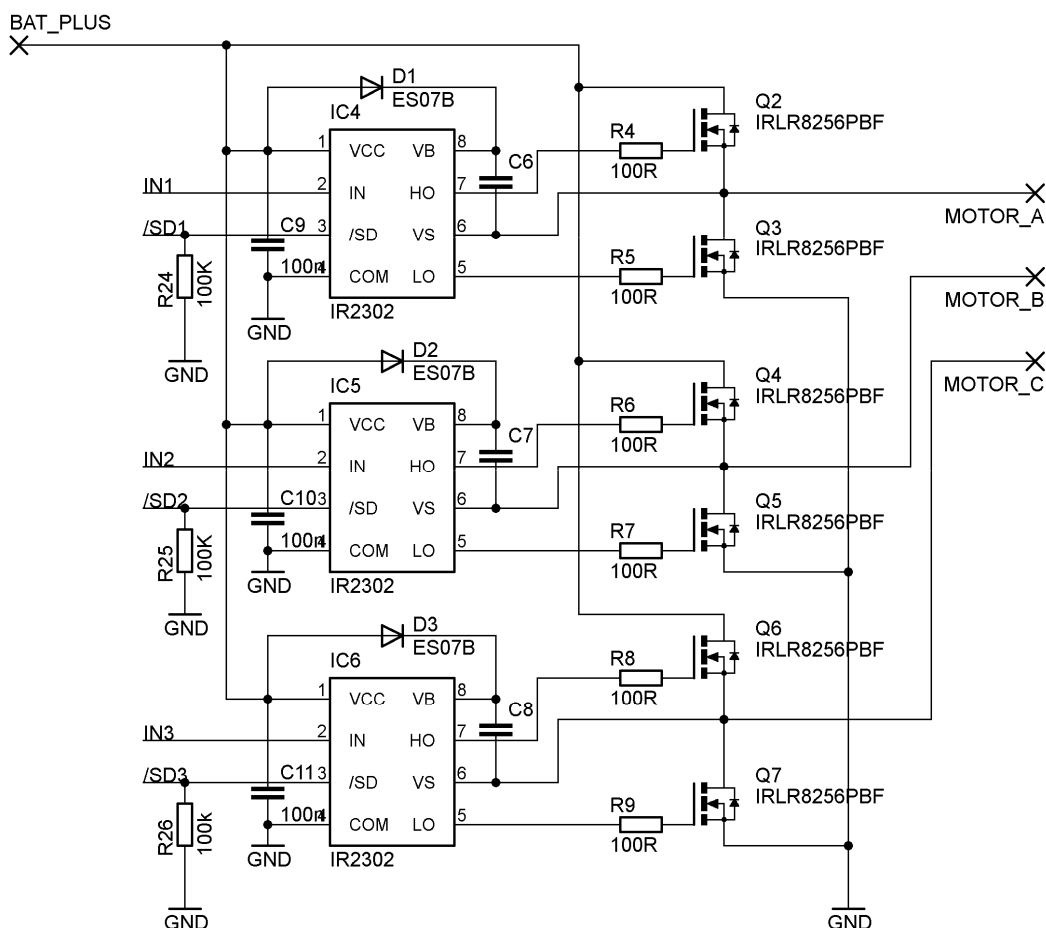 BAT_PLUS
D1
ES07B
IC4
1 VCC VB 8
2 IN HO 7
3 /SD VS 6
4 COM LO 5
IR2302
IN1
/SD1
C9
100n
R24
100K
GND
GND
C6
R4
100R
R5
100R
Q2
IRLR8256PBF
Q3
IRLR8256PBF
MOTOR_A
MOTOR_B
MOTOR_C
D2
ES07B
IC5
1 VCC VB 8
2 IN HO 7
3 /SD VS 6
4 COM LO 5
IR2302
IN2
/SD2
C10
100n
R25
100K
GND
GND
C7
R6
100R
R7
100R
Q4
IRLR8256PBF
Q5
IRLR8256PBF
D3
ES07B
IC6
1 VCC VB 8
2 IN HO 7
3 /SD VS 6
4 COM LO 5
IR2302
IN3
/SD3
C11
100n
R26
100k
GND
GND
C8
R8
100R
R9
100R
Q6
IRLR8256PBF
Q7
IRLR8256PBF
GND